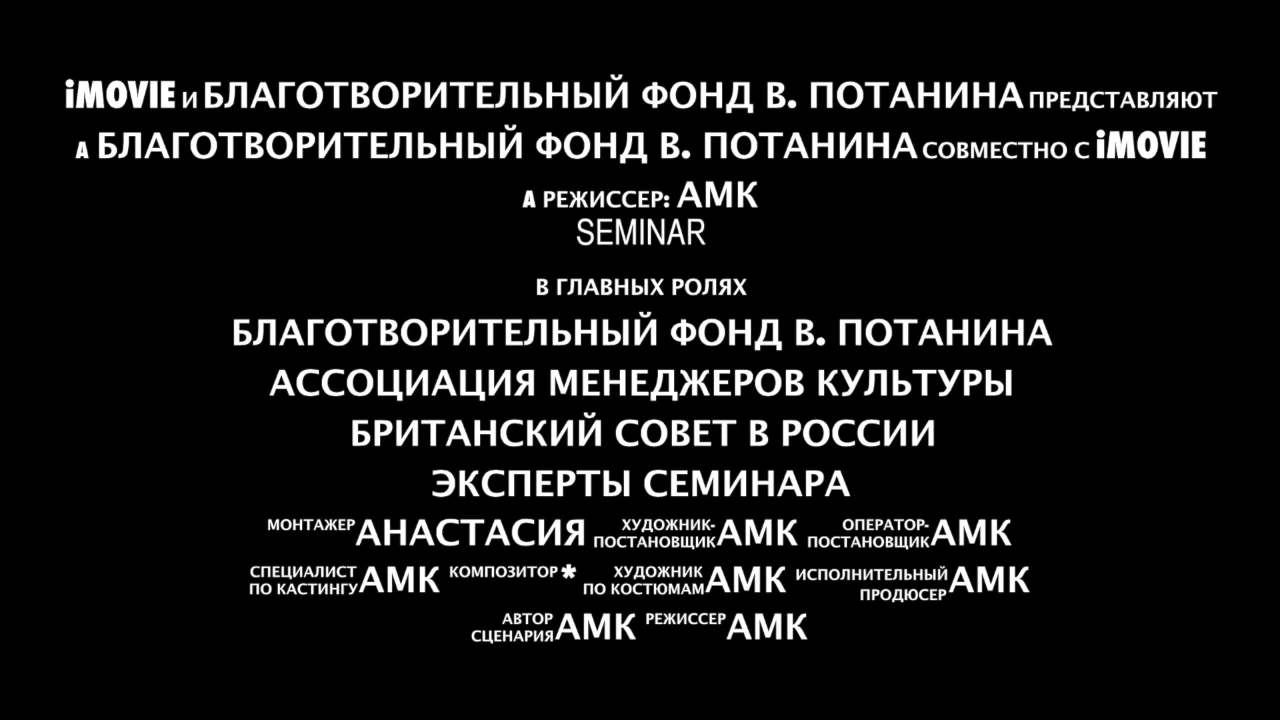 iMOVIE И БЛАГОТВОРИТЕЛЬНЫЙ ФОНД В. ПОТАНИНА ПРЕДСТАВЛЯЮТ
A БЛАГОТВОРИТЕЛЬНЫЙ ФОНД В. ПОТАНИНА СОВМЕСТНО С iMOVIE
A РЕЖИССЕР: АМК
SEMINAR
В ГЛАВНЫХ РОЛЯХ
БЛАГОТВОРИТЕЛЬНЫЙ ФОНД В. ПОТАНИНА
АССОЦИАЦИЯ МЕНЕДЖЕРОВ КУЛЬТУРЫ
БРИТАНСКИЙ СОВЕТ В РОССИИ
ЭКСПЕРТЫ СЕМИНАРА
МОНТАЖЕР АНАСТАСИЯ ХУДОЖНИК-ПОСТАНОВЩИК АМК ОПЕРАТОР-ПОСТАНОВЩИК АМК
СПЕЦИАЛИСТ ПО КАСТИНГУ АМК КОМПОЗИТОР * ХУДОЖНИК ПО КОСТЮМАМ АМК ИСПОЛНИТЕЛЬНЫЙ ПРОДЮСЕР АМК
АВТОР СЦЕНАРИЯ АМК РЕЖИССЕР АМК